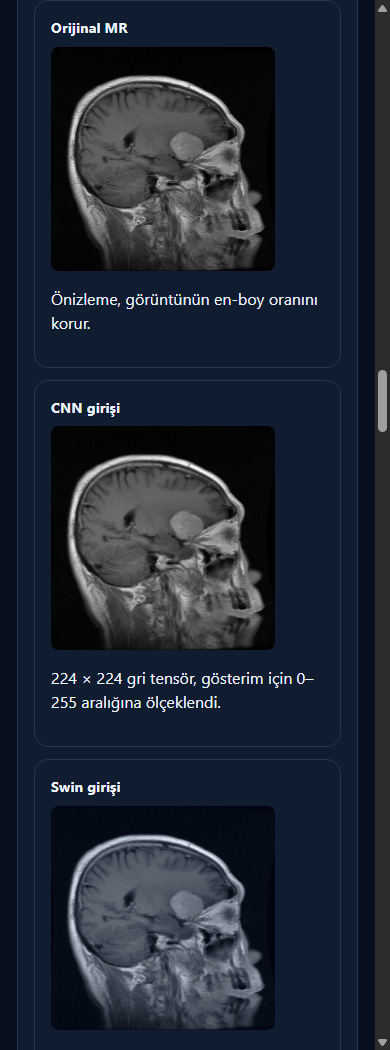 Orijinal MR
Önizleme, görüntünün en-boy oranını
korur.
CNN girişi
224 × 224 gri tensör, gösterim için 0–
255 aralığına ölçeklendi.
Swin girişi